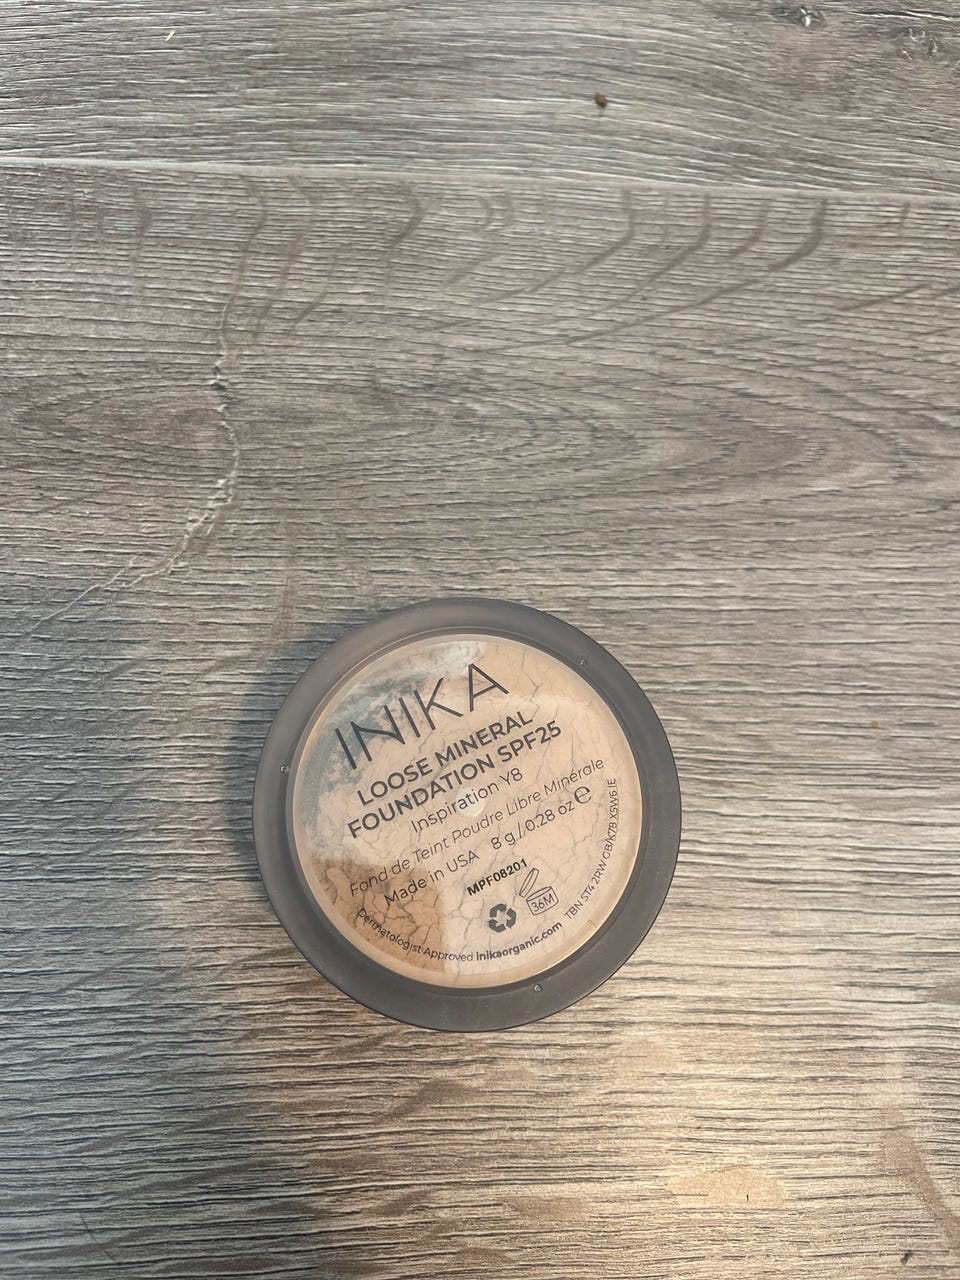 INIKA
LOOSE MINERAL
FOUNDATION SPF25
Inspiration Y8
Fond de Teint Poudre Libre Minérale
Made in USA 8 g / 0.28 oz ℮
MPF08201
36M
Dermatologist Approved inikaorganic.com